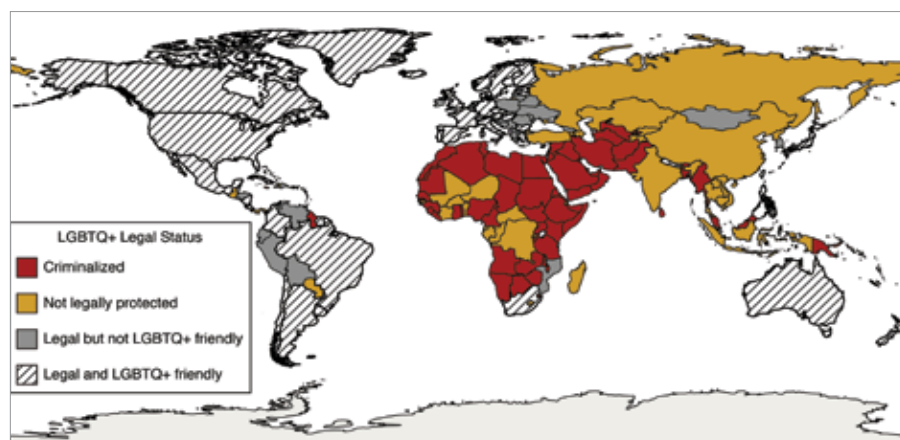 LGBTQ+ Legal Status
Criminalized
Not legally protected
Legal but not LGBTQ+ friendly
Legal and LGBTQ+ friendly